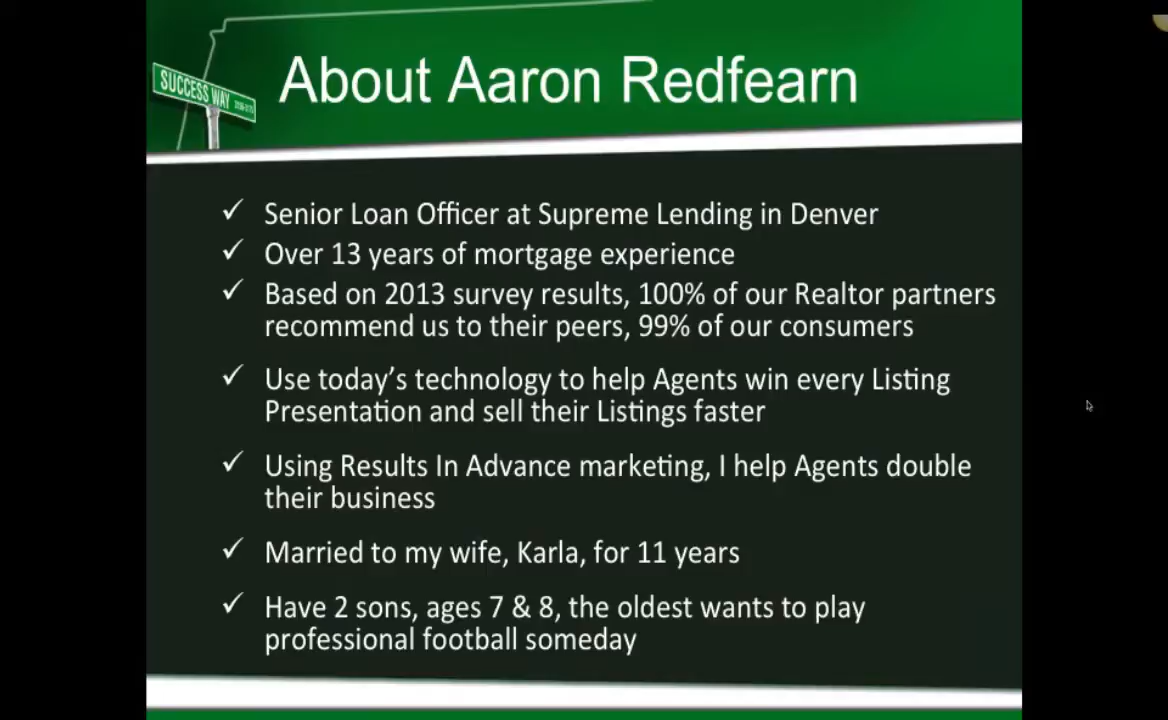 SUCCESS WAY
About Aaron Redfearn
✓ Senior Loan Officer at Supreme Lending in Denver
✓ Over 13 years of mortgage experience
✓ Based on 2013 survey results, 100% of our Realtor partners
recommend us to their peers, 99% of our consumers
✓ Use today’s technology to help Agents win every Listing
Presentation and sell their Listings faster
✓ Using Results In Advance marketing, I help Agents double
their business
✓ Married to my wife, Karla, for 11 years
✓ Have 2 sons, ages 7 & 8, the oldest wants to play
professional football someday